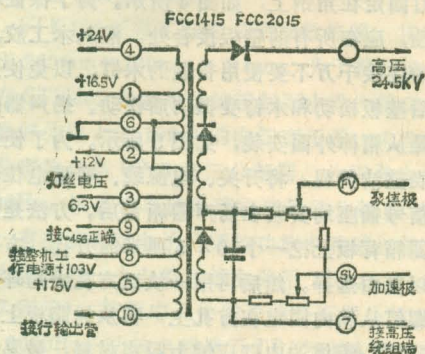 FCC1415 FCC2015
+24V ④
+16.5V ①
⑥
+12V ②
灯丝电压
6.3V ③
接C456正端 ⑨
接整机工
作电源+103V ⑧
+175V ⑤
接行输出管 ⑩
高压
24.5KV
FV 聚焦极
SV 加速极
⑦ 接高压
绕组端